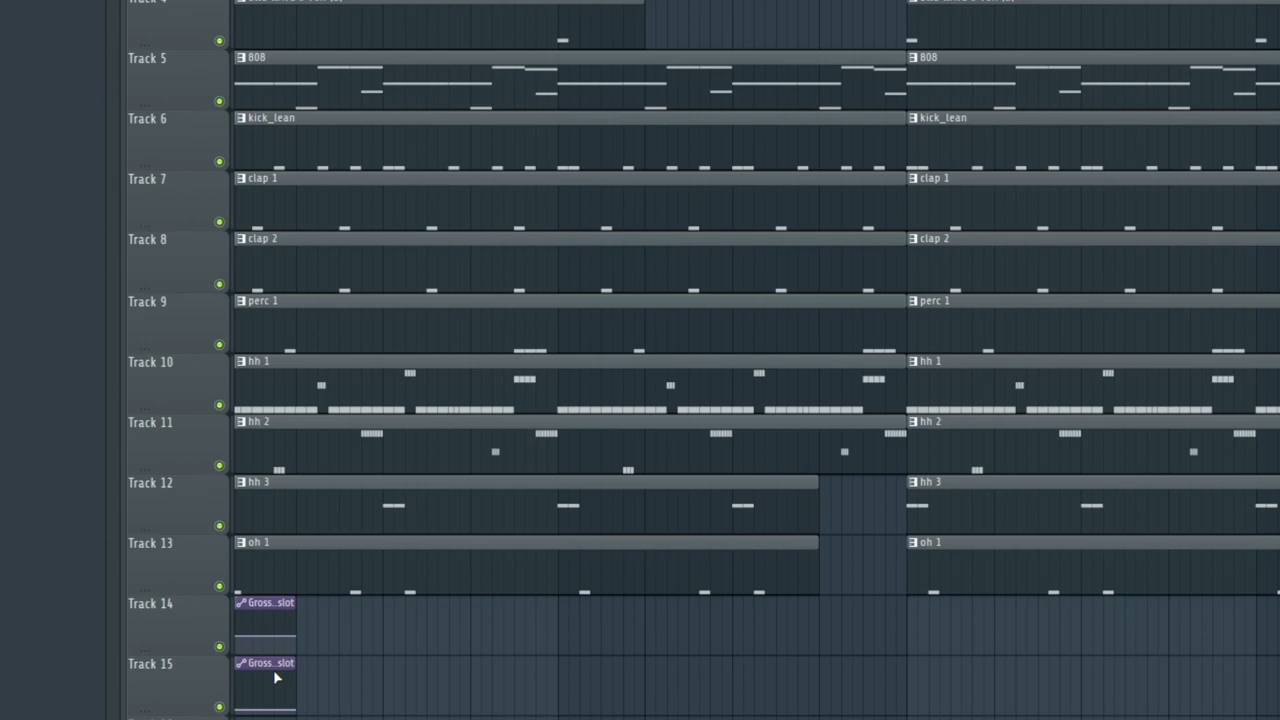 Track 4
Track 5 808 808
Track 6 kick_lean kick_lean
Track 7 clap 1 clap 1
Track 8 clap 2 clap 2
Track 9 perc 1 perc 1
Track 10 hh 1 hh 1
Track 11 hh 2 hh 2
Track 12 hh 3 hh 3
Track 13 oh 1 oh 1
Track 14 Gross..slot
Track 15 Gross..slot